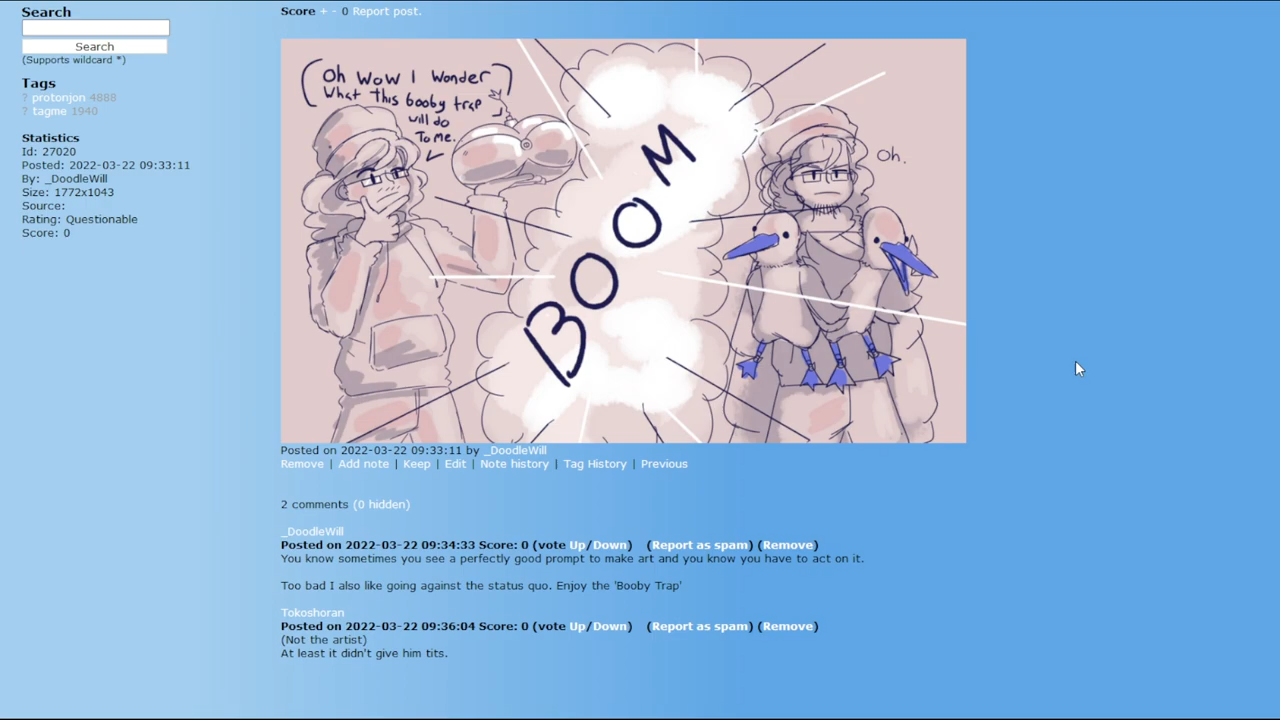 Search
Score + - 0 Report post.
Search
(Supports wildcard *)
Tags
? protonjon 4888
? tagme 1940
Statistics
Id: 27020
Posted: 2022-03-22 09:33:11
By: _DoodleWill
Size: 1772x1043
Source:
Rating: Questionable
Score: 0
Oh Wow I Wonder
What this booby trap
will do
To me.
BOOM
Oh.
Posted on 2022-03-22 09:33:11 by _DoodleWill
Remove | Add note | Keep | Edit | Note history | Tag History | Previous
2 comments (0 hidden)
_DoodleWill
Posted on 2022-03-22 09:34:33 Score: 0 (vote Up/Down) (Report as spam) (Remove)
You know sometimes you see a perfectly good prompt to make art and you know you have to act on it.
Too bad I also like going against the status quo. Enjoy the 'Booby Trap'
Tokoshoran
Posted on 2022-03-22 09:36:04 Score: 0 (vote Up/Down) (Report as spam) (Remove)
(Not the artist)
At least it didn't give him tits.